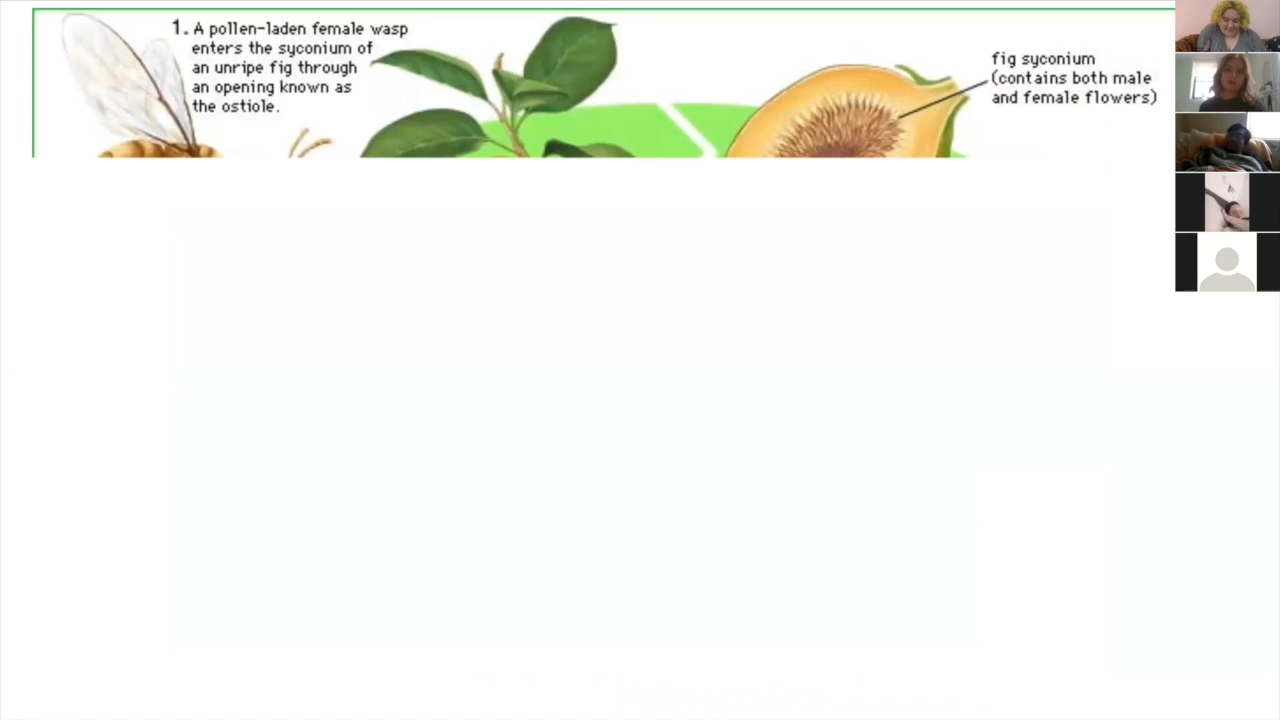 1. A pollen-laden female wasp
enters the syconium of
an unripe fig through
an opening known as
the ostiole.
fig syconium
(contains both male
and female flowers)